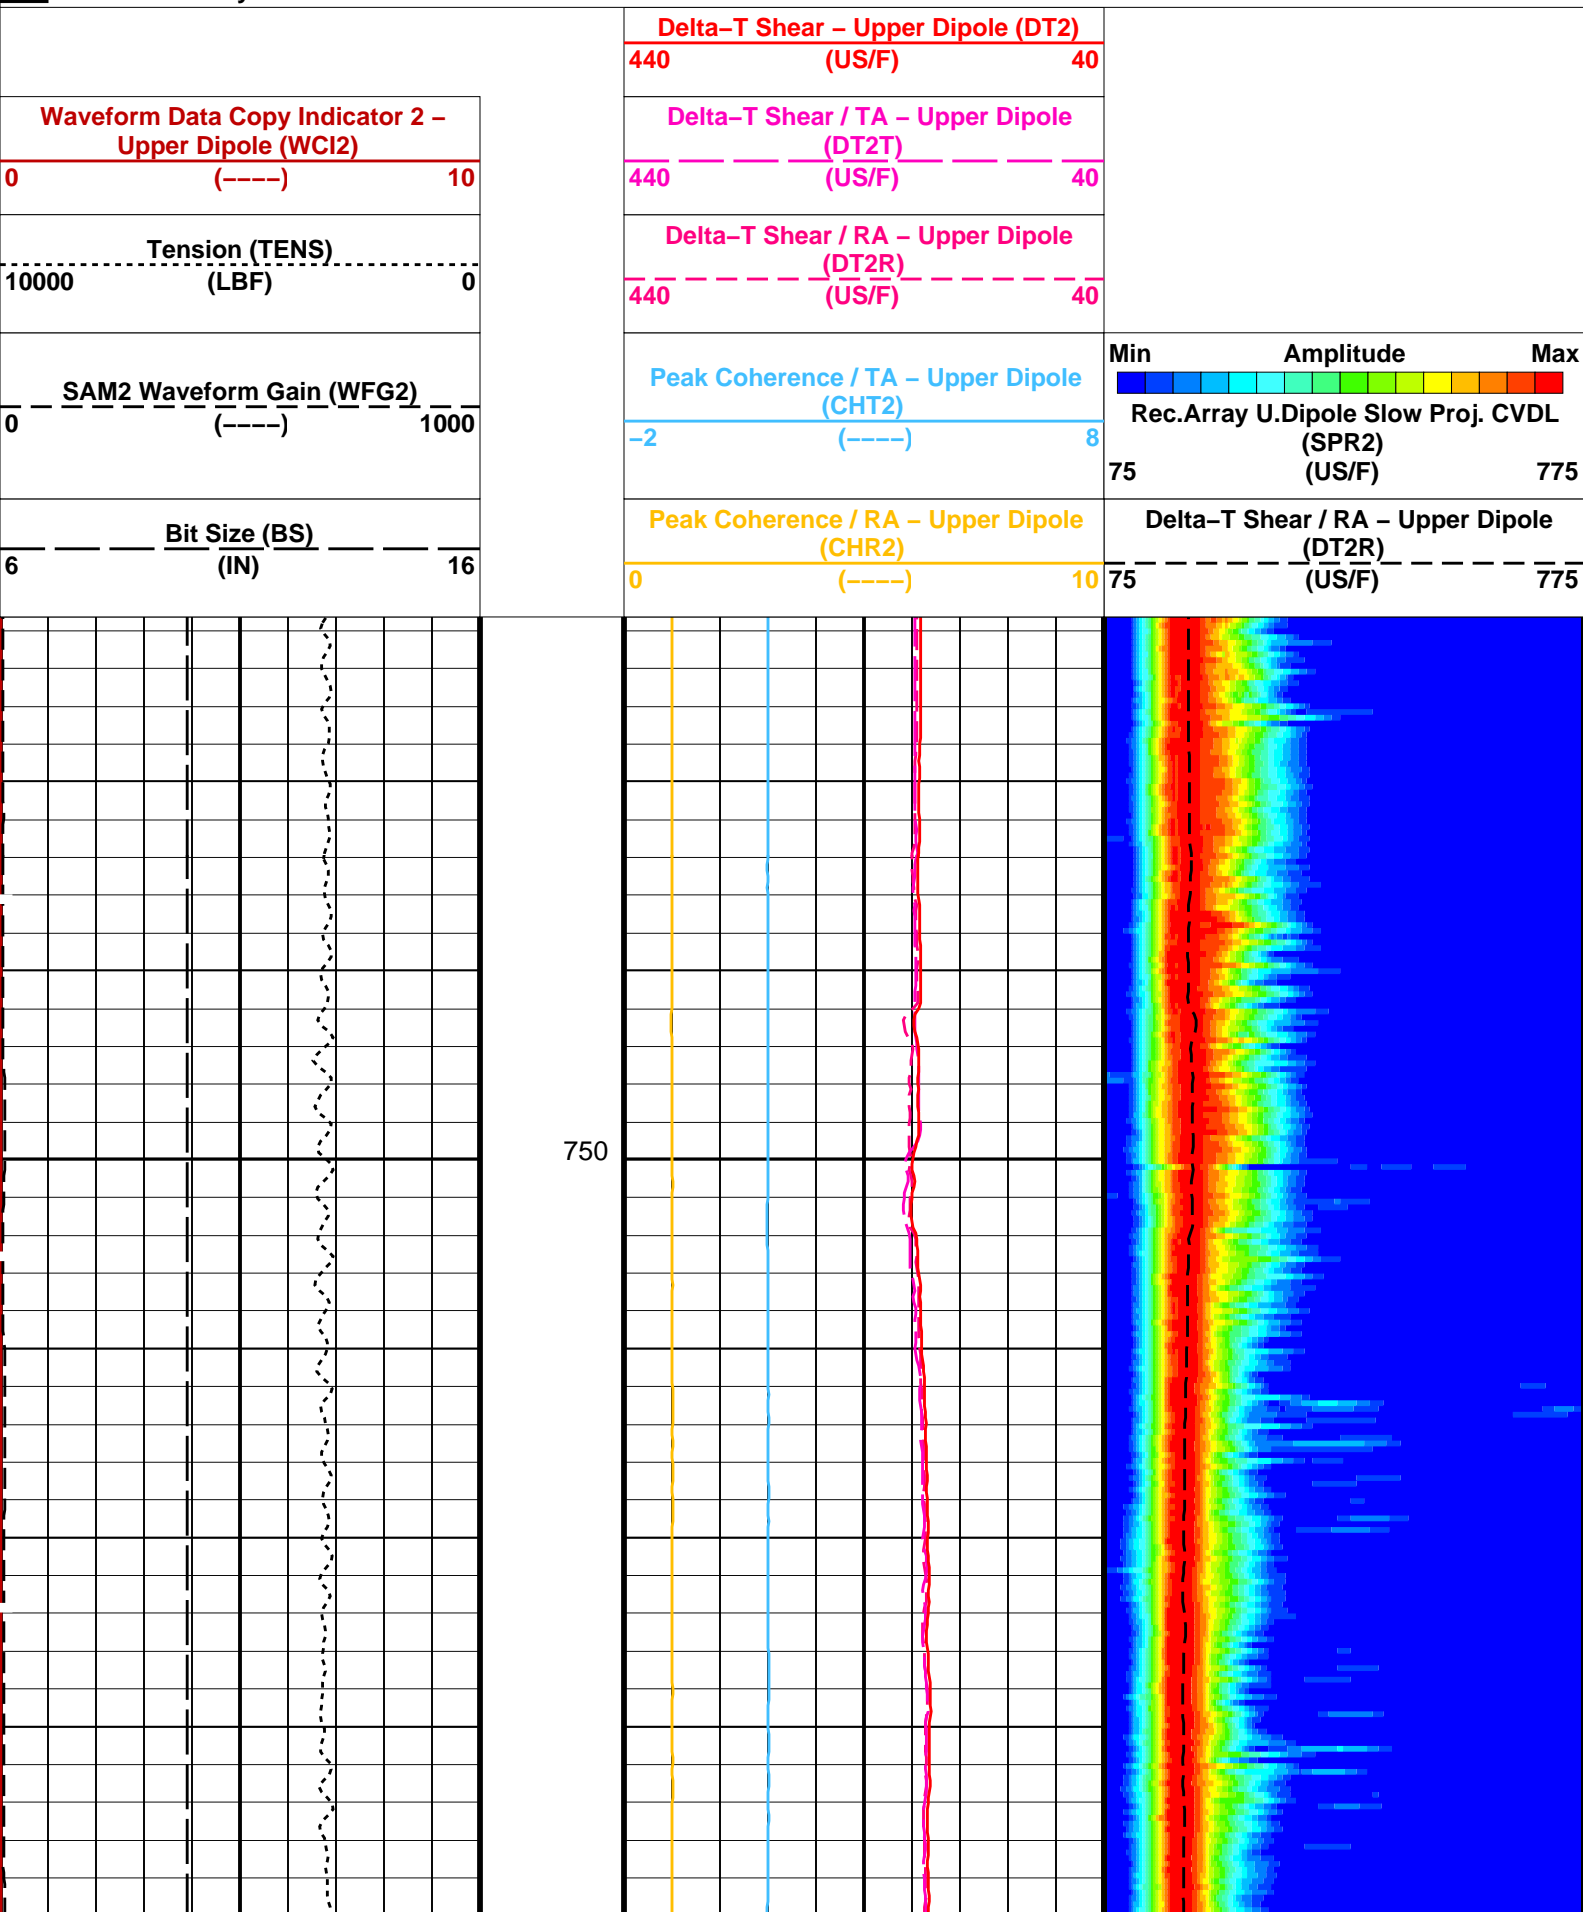 Delta–T Shear – Upper Dipole (DT2)
440 (US/F) 40
Waveform Data Copy Indicator 2 –
Upper Dipole (WCI2)
0 (––––) 10
Delta–T Shear / TA – Upper Dipole
(DT2T)
440 (US/F) 40
Tension (TENS)
10000 (LBF) 0
Delta–T Shear / RA – Upper Dipole
(DT2R)
440 (US/F) 40
SAM2 Waveform Gain (WFG2)
0 (––––) 1000
Peak Coherence / TA – Upper Dipole
(CHT2)
–2 (––––) 8
Min Amplitude Max
Rec.Array U.Dipole Slow Proj. CVDL
(SPR2)
75 (US/F) 775
Bit Size (BS)
6 (IN) 16
Peak Coherence / RA – Upper Dipole
(CHR2)
0 (––––) 10
Delta–T Shear / RA – Upper Dipole
(DT2R)
75 (US/F) 775
750